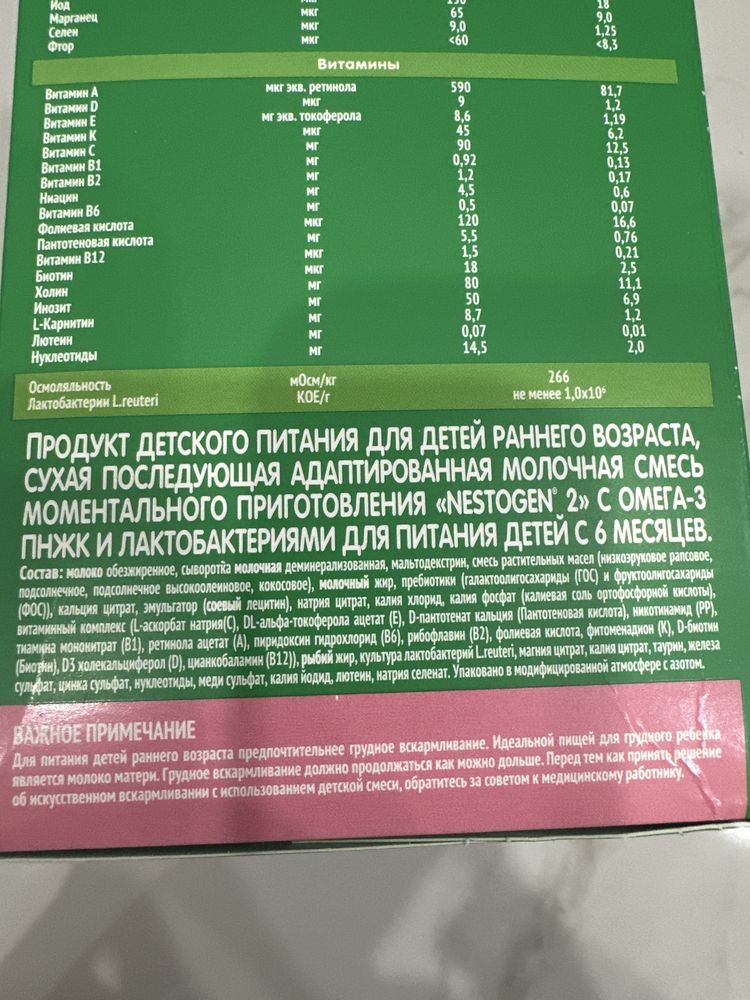 Йод мкг 18
Марганец мкг 65 9,0
Селен мкг 9,0 1,25
Фтор мкг <60 <8,3
Витамины
Витамин А мкг экв. ретинола 590 81,7
Витамин D мкг 9 1,2
Витамин Е мг экв. токоферола 8,6 1,19
Витамин К мкг 45 6,2
Витамин С мг 90 12,5
Витамин В1 мг 0,92 0,13
Витамин В2 мг 1,2 0,17
Ниацин мг 4,5 0,6
Витамин В6 мг 0,5 0,07
Фолиевая кислота мкг 120 16,6
Пантотеновая кислота мг 5,5 0,76
Витамин В12 мкг 1,5 0,21
Биотин мкг 18 2,5
Холин мг 80 11,1
Инозит мг 50 6,9
L-Карнитин мг 8,7 1,2
Лютеин мг 0,07 0,01
Нуклеотиды мг 14,5 2,0
Осмоляльность мОсм/кг 266
Лактобактерии L.reuteri КОЕ/г не менее 1,0х10⁶
ПРОДУКТ ДЕТСКОГО ПИТАНИЯ ДЛЯ ДЕТЕЙ РАННЕГО ВОЗРАСТА,
СУХАЯ ПОСЛЕДУЮЩАЯ АДАПТИРОВАННАЯ МОЛОЧНАЯ СМЕСЬ
МОМЕНТАЛЬНОГО ПРИГОТОВЛЕНИЯ «NESTOGEN® 2» С ОМЕГА-3
ПНЖК И ЛАКТОБАКТЕРИЯМИ ДЛЯ ПИТАНИЯ ДЕТЕЙ С 6 МЕСЯЦЕВ.
Состав: молоко обезжиренное, сыворотка молочная деминерализованная, мальтодекстрин, смесь растительных масел (низкоэруковое рапсовое,
подсолнечное, подсолнечное высокоолеиновое, кокосовое), молочный жир, пребиотики (галактоолигосахариды (ГОС) и фруктоолигосахариды
(ФОС)), кальция цитрат, эмульгатор (соевый лецитин), натрия цитрат, калия хлорид, калия фосфат (калиевая соль ортофосфорной кислоты),
витаминный комплекс (L-аскорбат натрия(С), DL-альфа-токоферола ацетат (Е), D-пантотенат кальция (Пантотеновая кислота), никотинамид (РР),
тиамина мононитрат (В1), ретинола ацетат (А), пиридоксин гидрохлорид (В6), рибофлавин (В2), фолиевая кислота, фитоменадион (К), D-биотин
(Биотин), D3 холекальциферол (D), цианкобаламин (В12)), рыбий жир, культура лактобактерий L.reuteri, магния цитрат, калия цитрат, таурин, железа
сульфат, цинка сульфат, нуклеотиды, меди сульфат, калия йодид, лютеин, натрия селенат. Упаковано в модифицированной атмосфере с азотом.
ВАЖНОЕ ПРИМЕЧАНИЕ
Для питания детей раннего возраста предпочтительнее грудное вскармливание. Идеальной пищей для грудного ребенка
является молоко матери. Грудное вскармливание должно продолжаться как можно дольше. Перед тем как принять решение
об искусственном вскармливании с использованием детской смеси, обратитесь за советом к медицинскому работнику.